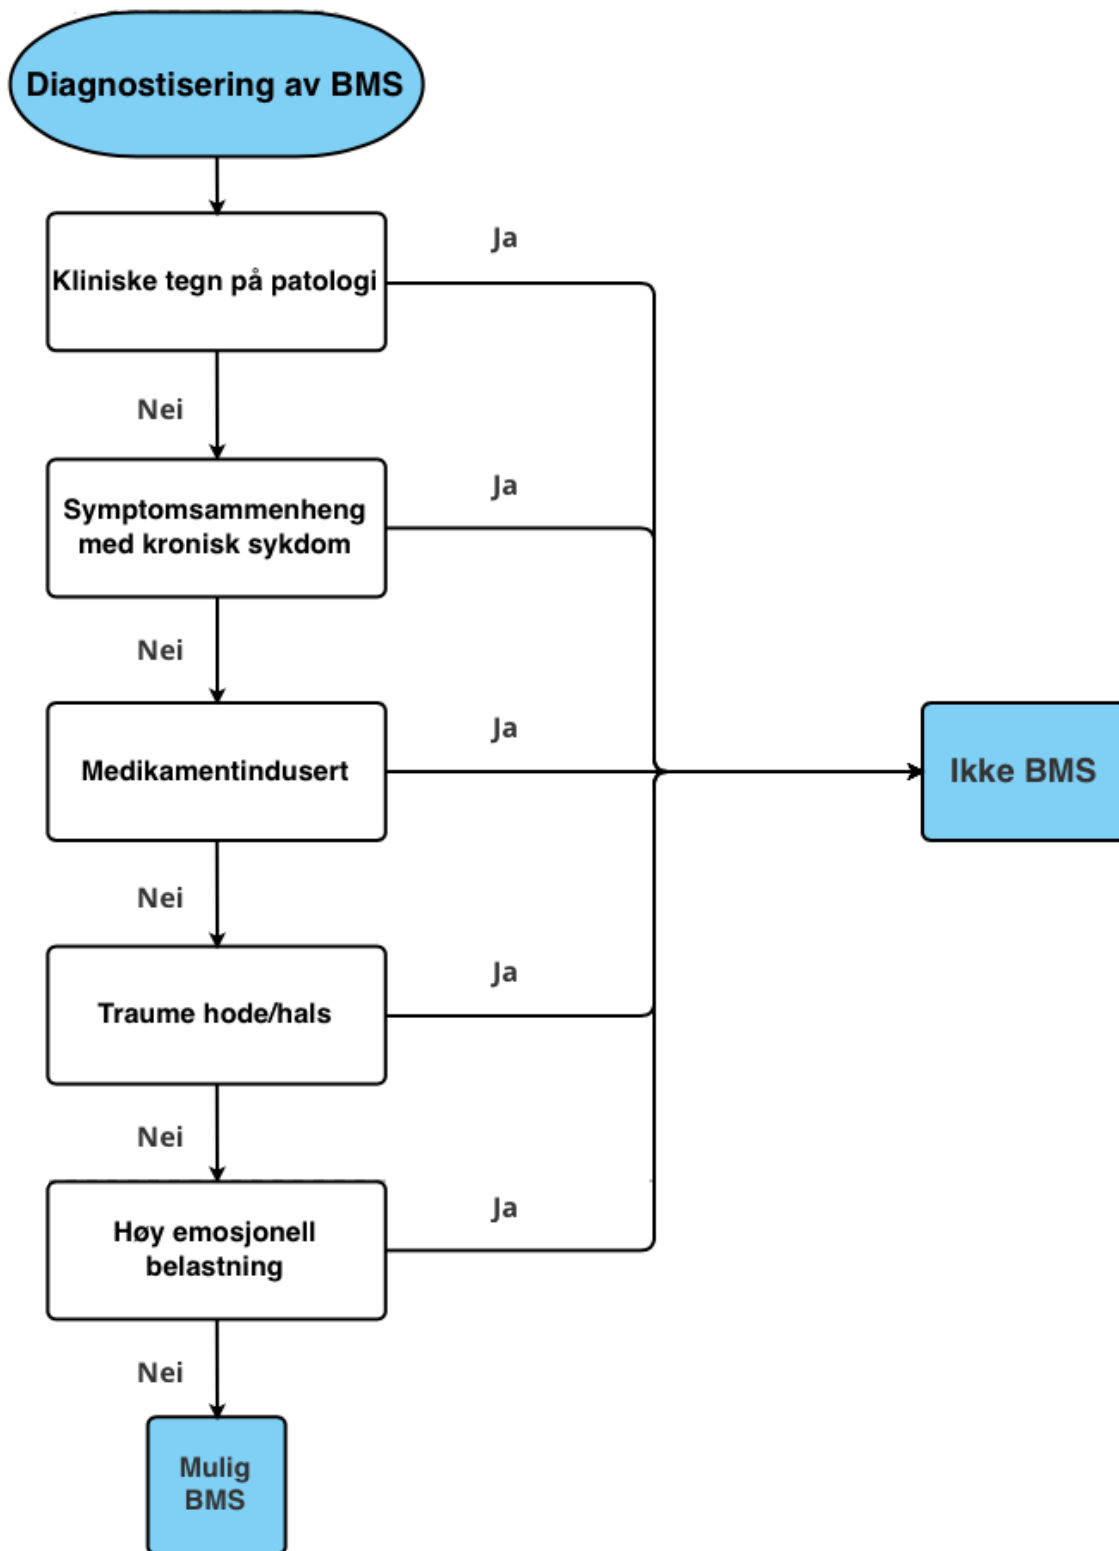 Diagnostisering av BMS
Ja
Kliniske tegn på patologi
Nei
Ja
Symptomsammenheng
med kronisk sykdom
Nei
Ja
Medikamentindusert
Ikke BMS
Nei
Ja
Traume hode/hals
Nei
Ja
Høy emosjonell
belastning
Nei
Mulig
BMS